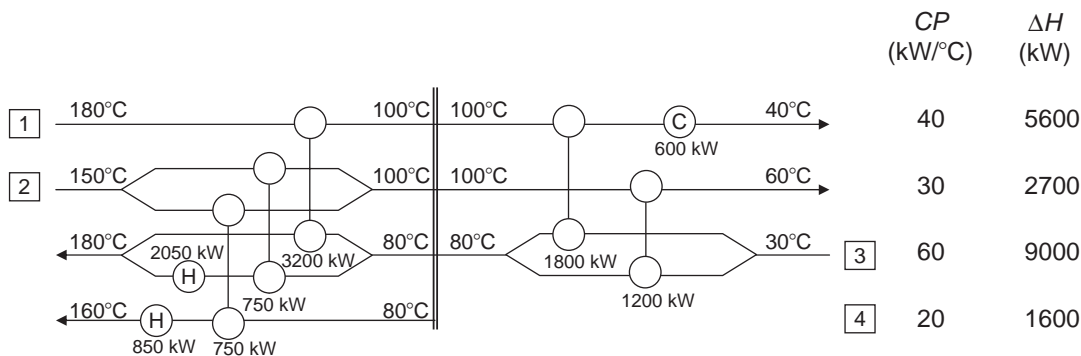 CP ΔH
(kW/°C) (kW)
1 180°C 100°C 100°C C 40°C 40 5600
600 kW
2 150°C 100°C 100°C 60°C 30 2700
180°C 2050 kW H 3200 kW 80°C 80°C 1800 kW 30°C 3 60 9000
750 kW 1200 kW
160°C H 80°C 4 20 1600
850 kW 750 kW